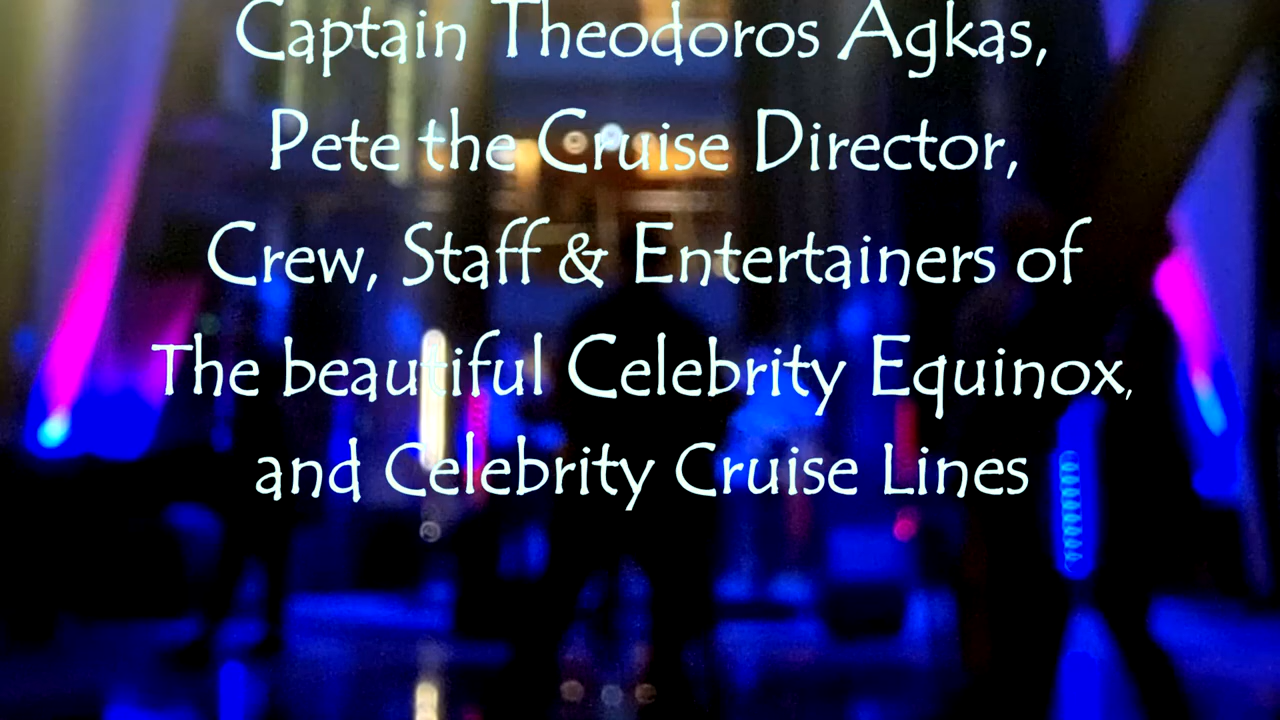 Captain Theodoros Agkas,
Pete the Cruise Director,
Crew, Staff & Entertainers of
The beautiful Celebrity Equinox,
and Celebrity Cruise Lines